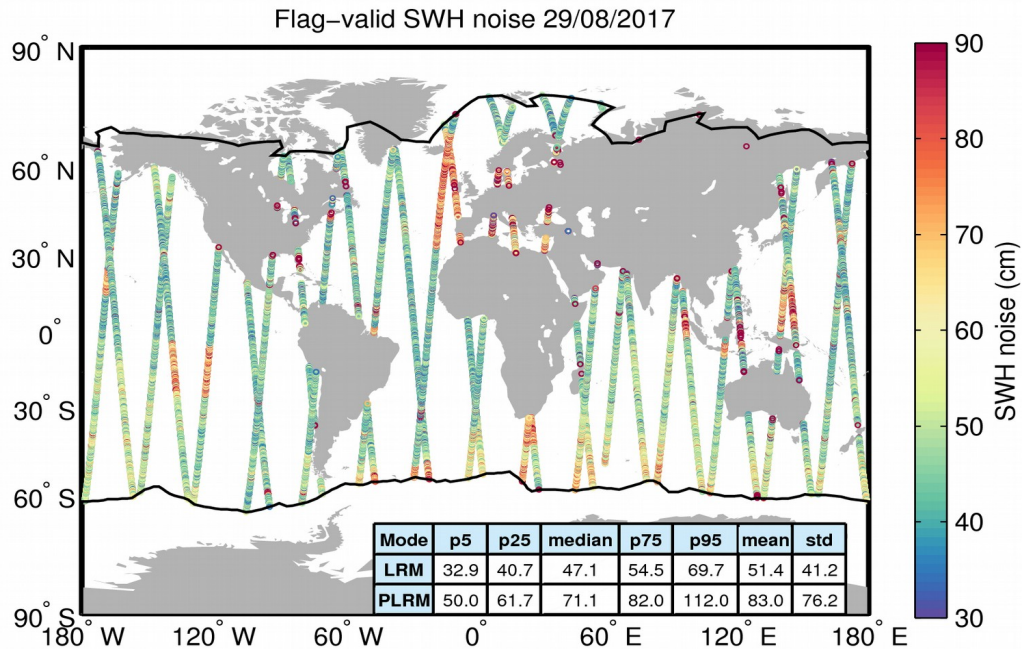 Flag−valid SWH noise 29/08/2017
90° N
60° N
30° N
0°
30° S
60° S
90° S
180° W 120° W 60° W 0° 60° E 120° E 180° E
Mode p5 p25 median p75 p95 mean std
LRM 32.9 40.7 47.1 54.5 69.7 51.4 41.2
PLRM 50.0 61.7 71.1 82.0 112.0 83.0 76.2
90
80
70
60
50
40
30
SWH noise (cm)